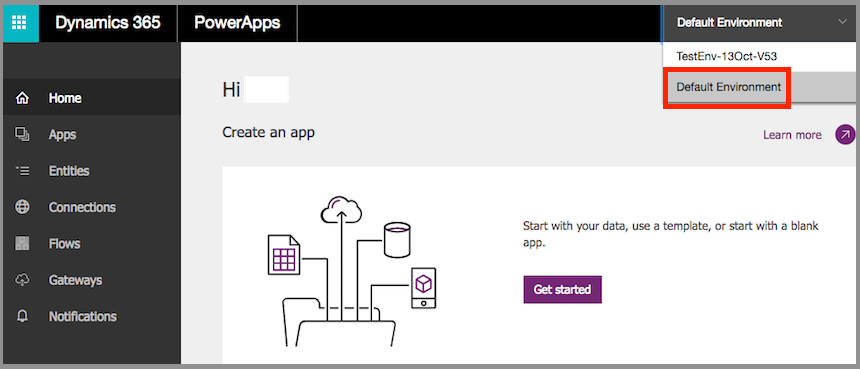 Dynamics 365
PowerApps
Default Environment
TestEnv-13Oct-V53
Default Environment
Home
Apps
Entities
Connections
Flows
Gateways
Notifications
Hi
Create an app
Learn more
Start with your data, use a template, or start with a blank
app.
Get started